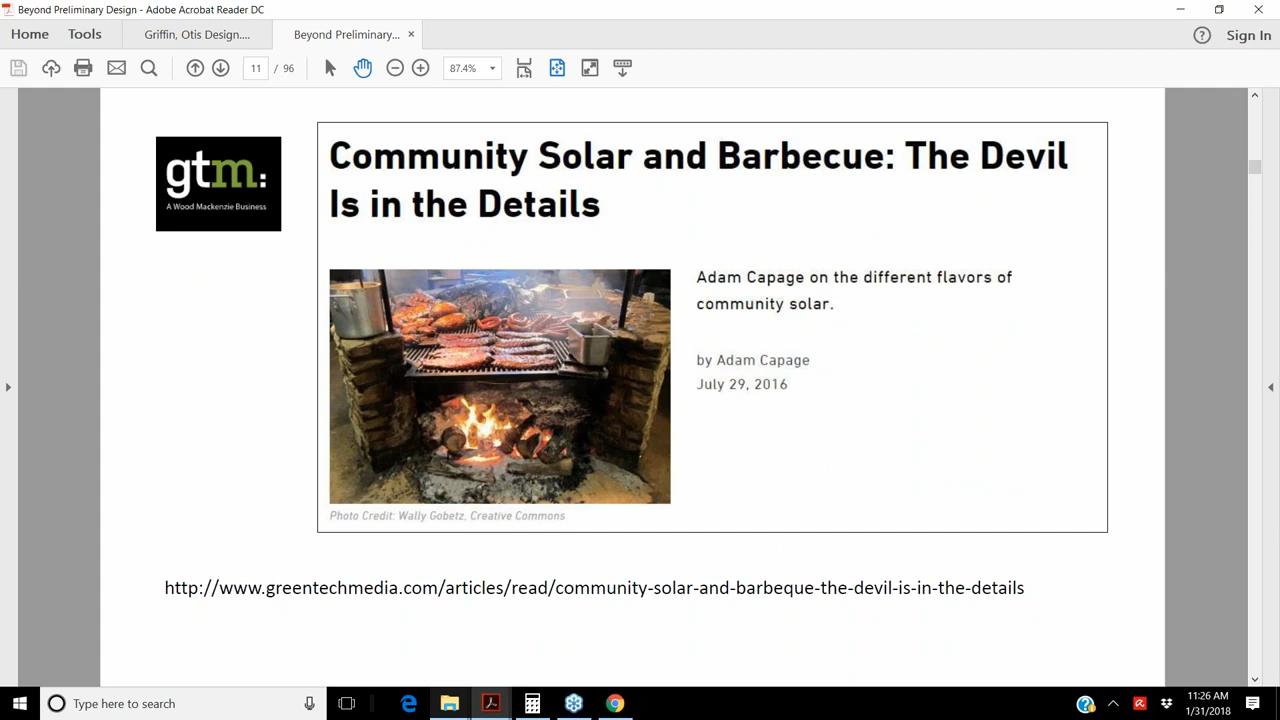 Beyond Preliminary Design - Adobe Acrobat Reader DC
Home Tools Griffin, Otis Design.... Beyond Preliminary... × Sign In
11 / 96 87.4%
gtm:
A Wood Mackenzie Business
Community Solar and Barbecue: The Devil
Is in the Details
Adam Capage on the different flavors of
community solar.
by Adam Capage
July 29, 2016
Photo Credit: Wally Gobetz, Creative Commons
http://www.greentechmedia.com/articles/read/community-solar-and-barbeque-the-devil-is-in-the-details
Type here to search
11:26 AM
1/31/2018